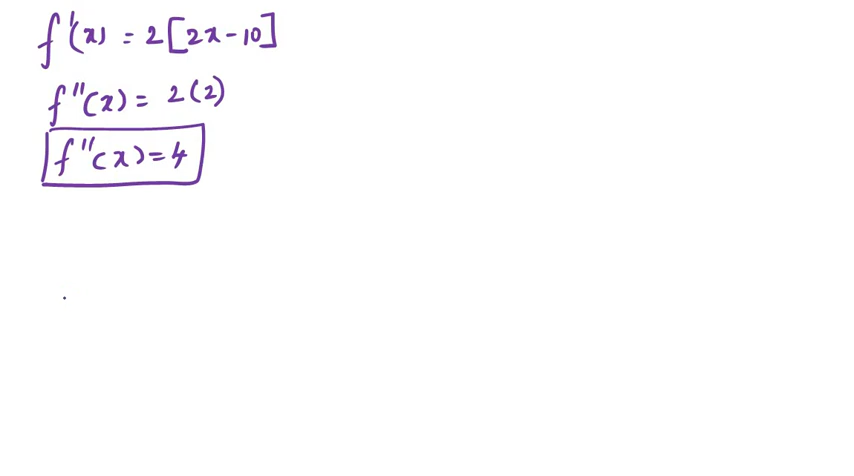 f'(x) = 2[2x-10]
f''(x) = 2(2)
f''(x) = 4